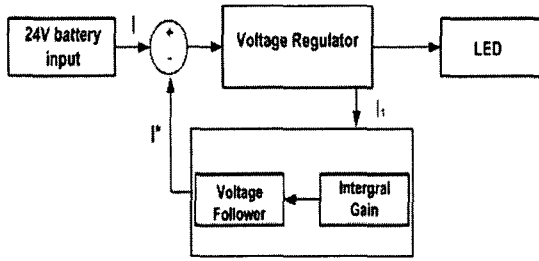 24V battery
input
I
+
-
Voltage Regulator
LED
I₁
I*
Voltage
Follower
Intergral
Gain